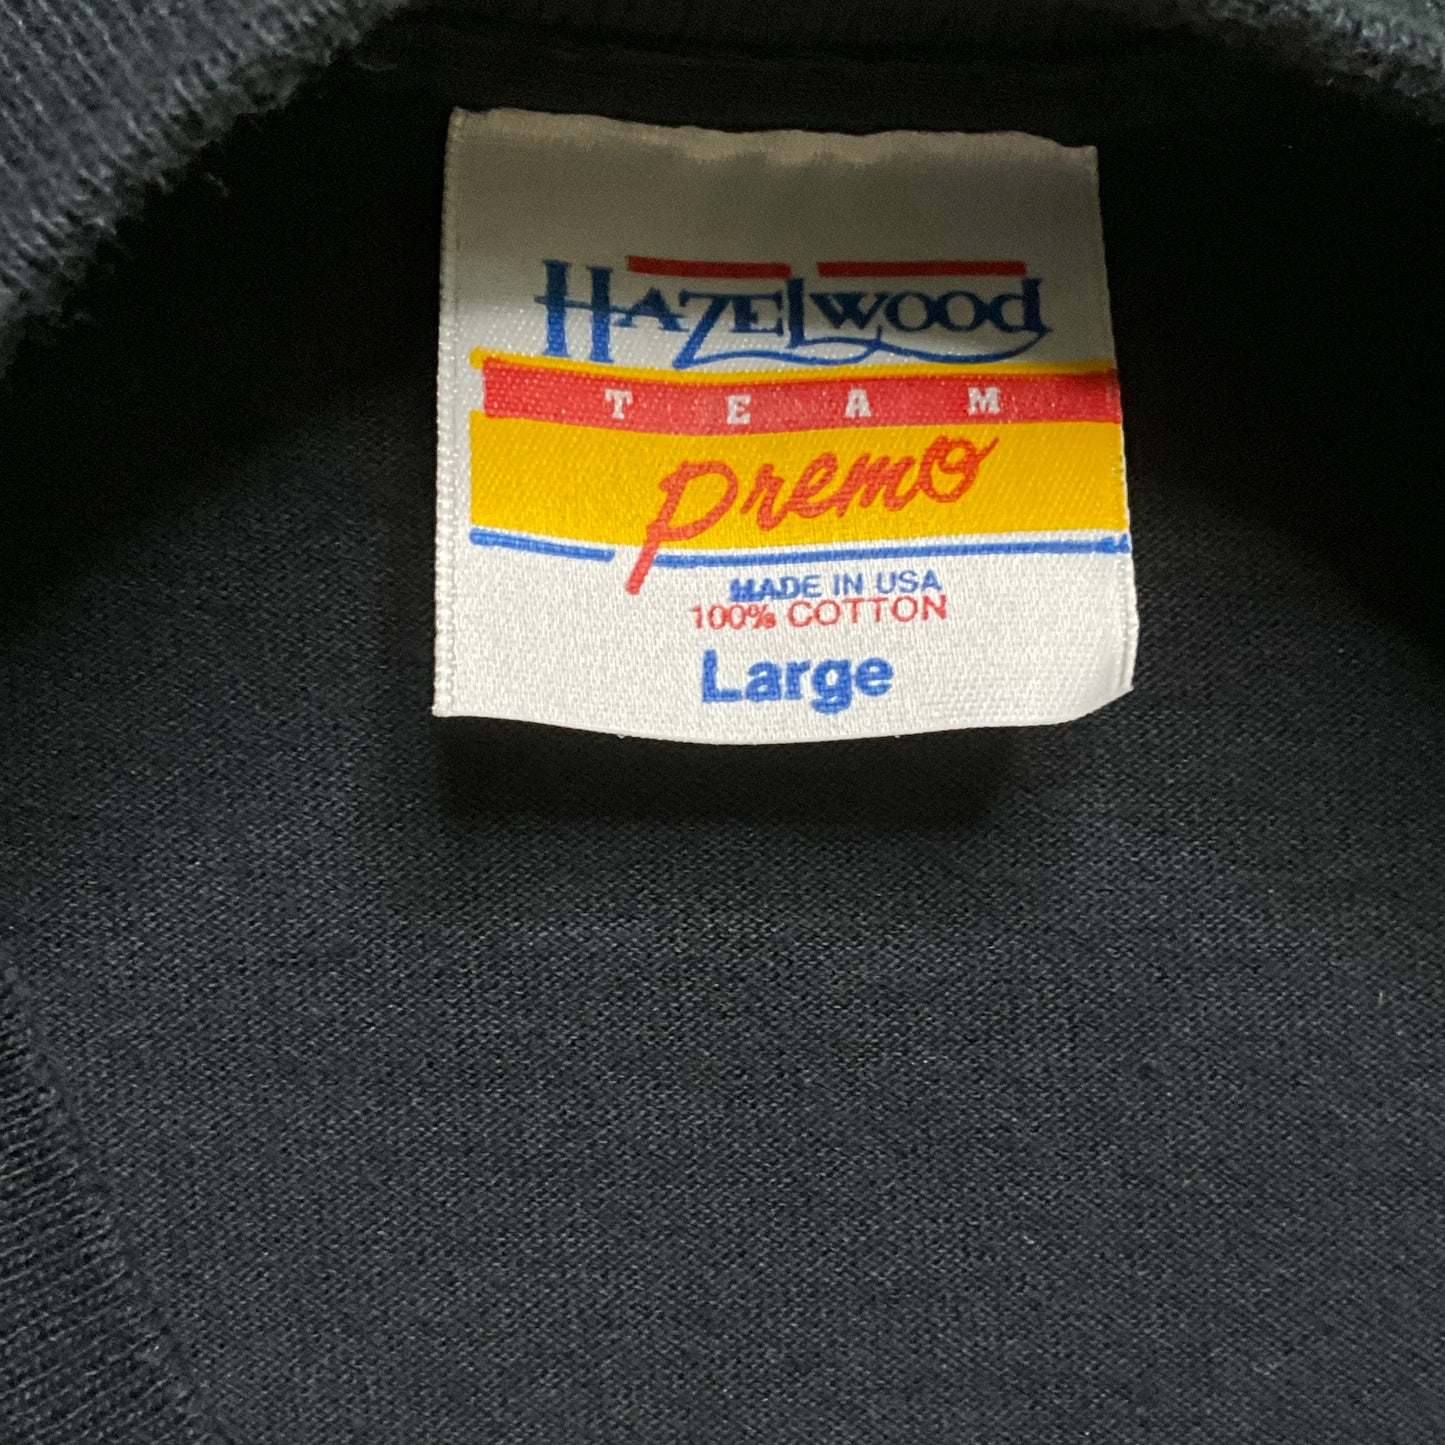 HAZELWOOD
TEAM
Premo
MADE IN USA
100% COTTON
Large